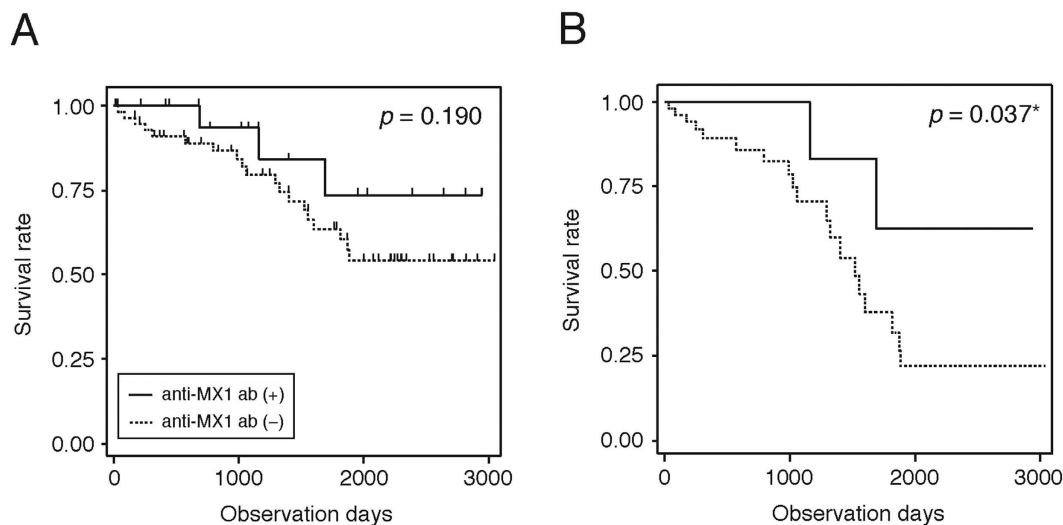 A
B
1.00
0.75
0.50
0.25
0.00
Survival rate
p = 0.190
anti-MX1 ab (+)
anti-MX1 ab (−)
0
1000
2000
3000
Observation days
1.00
0.75
0.50
0.25
0.00
Survival rate
p = 0.037*
0
1000
2000
3000
Observation days